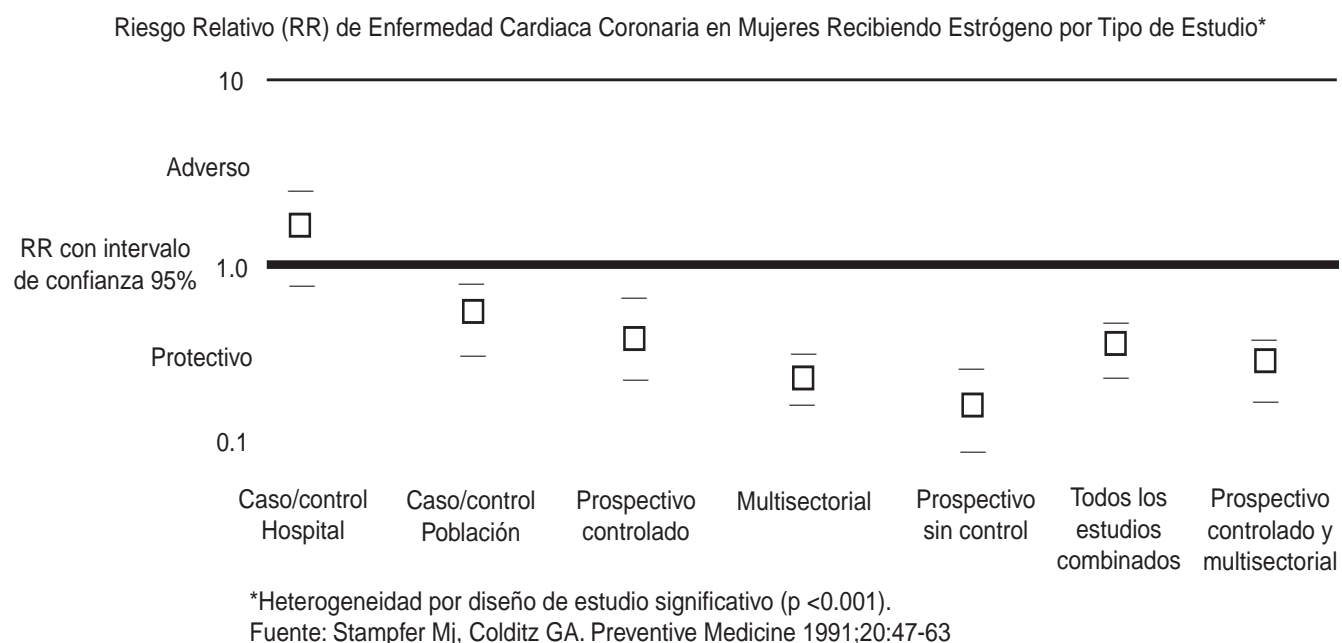 Riesgo Relativo (RR) de Enfermedad Cardiaca Coronaria en Mujeres Recibiendo Estrógeno por Tipo de Estudio*
10
Adverso
RR con intervalo
de confianza 95%
1.0
Protectivo
0.1
Caso/control
Hospital
Caso/control
Población
Prospectivo
controlado
Multisectorial
Prospectivo
sin control
Todos los
estudios
combinados
Prospectivo
controlado y
multisectorial
*Heterogeneidad por diseño de estudio significativo (p <0.001).
Fuente: Stampfer Mj, Colditz GA. Preventive Medicine 1991;20:47-63